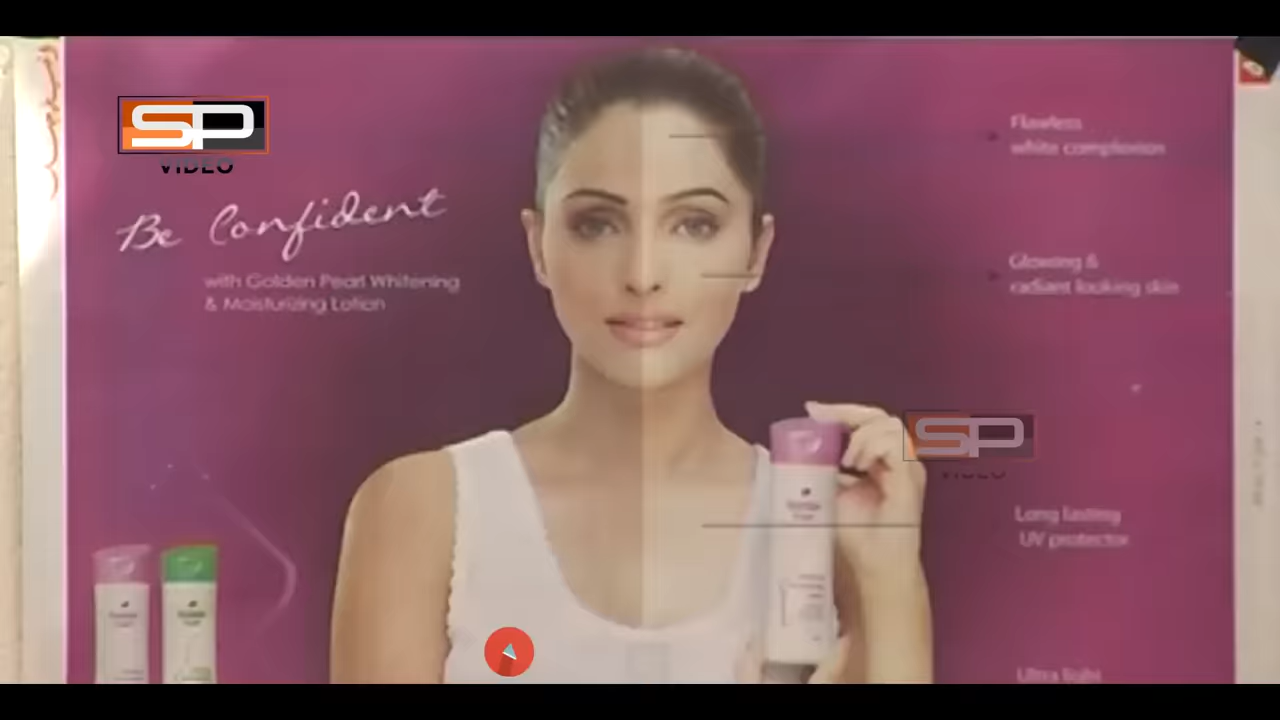 SP
VIDEO
Be Confident
with Golden Pearl Whitening
& Moisturizing Lotion
Flawless
white complexion
Glowing &
radiant looking skin
SP
VIDEO
Long lasting
UV protector
Ultra light